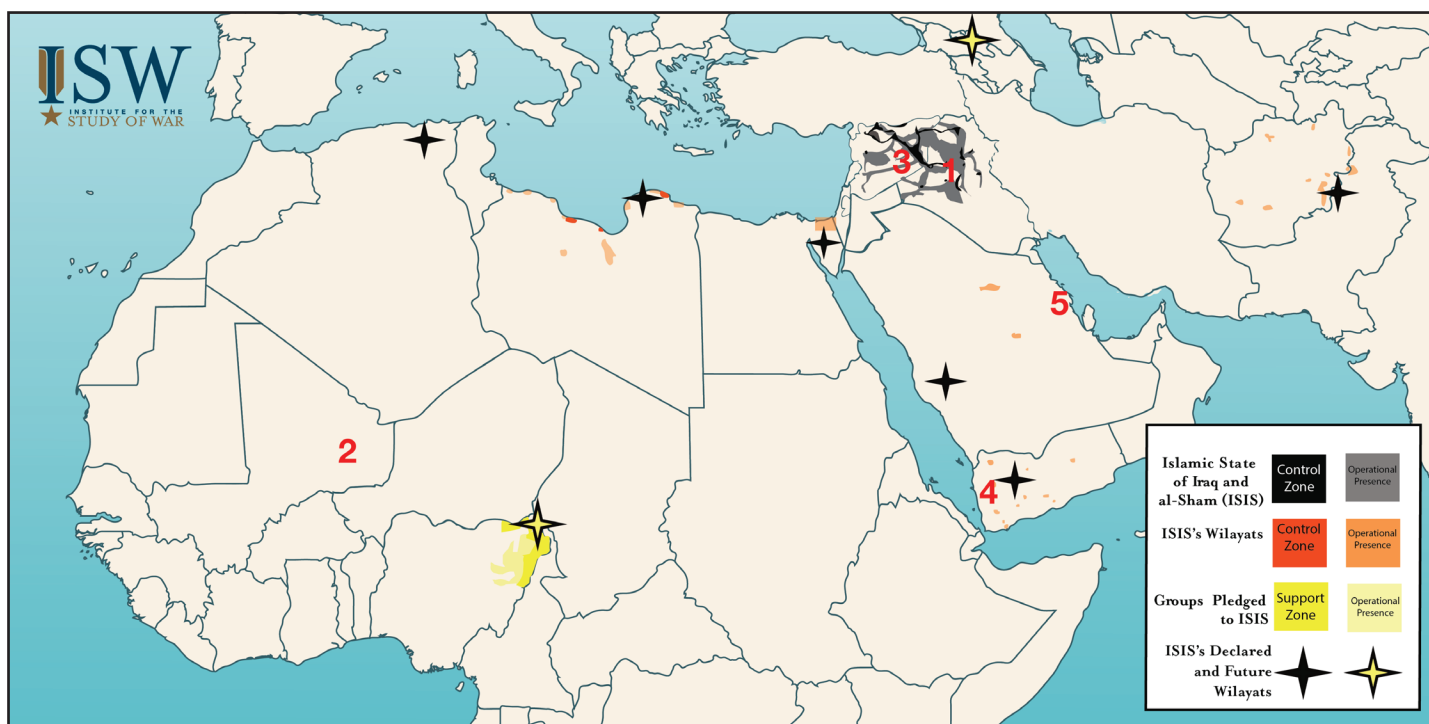 ISW
INSTITUTE FOR THE
STUDY OF WAR
3
1
5
2
4
Islamic State
of Iraq and
al-Sham (ISIS)
Control
Zone
Operational
Presence
ISIS's Wilayats
Control
Zone
Operational
Presence
Groups Pledged
to ISIS
Support
Zone
Operational
Presence
ISIS's Declared
and Future
Wilayats